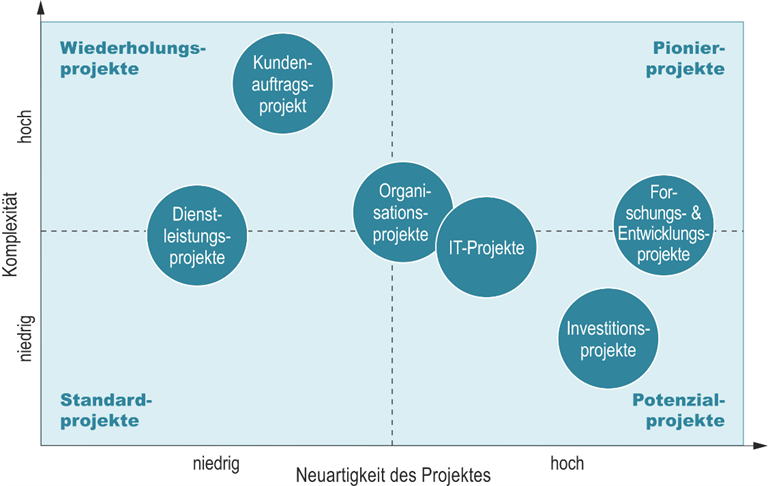 Wiederholungs-
projekte
Pionier-
projekte
Kunden-
auftrags-
projekt
hoch
Komplexität
niedrig
Dienst-
leistungs-
projekte
Organi-
sations-
projekte
IT-Projekte
For-
schungs- &
Entwicklungs-
projekte
Investitions-
projekte
Standard-
projekte
Potenzial-
projekte
niedrig
Neuartigkeit des Projektes
hoch